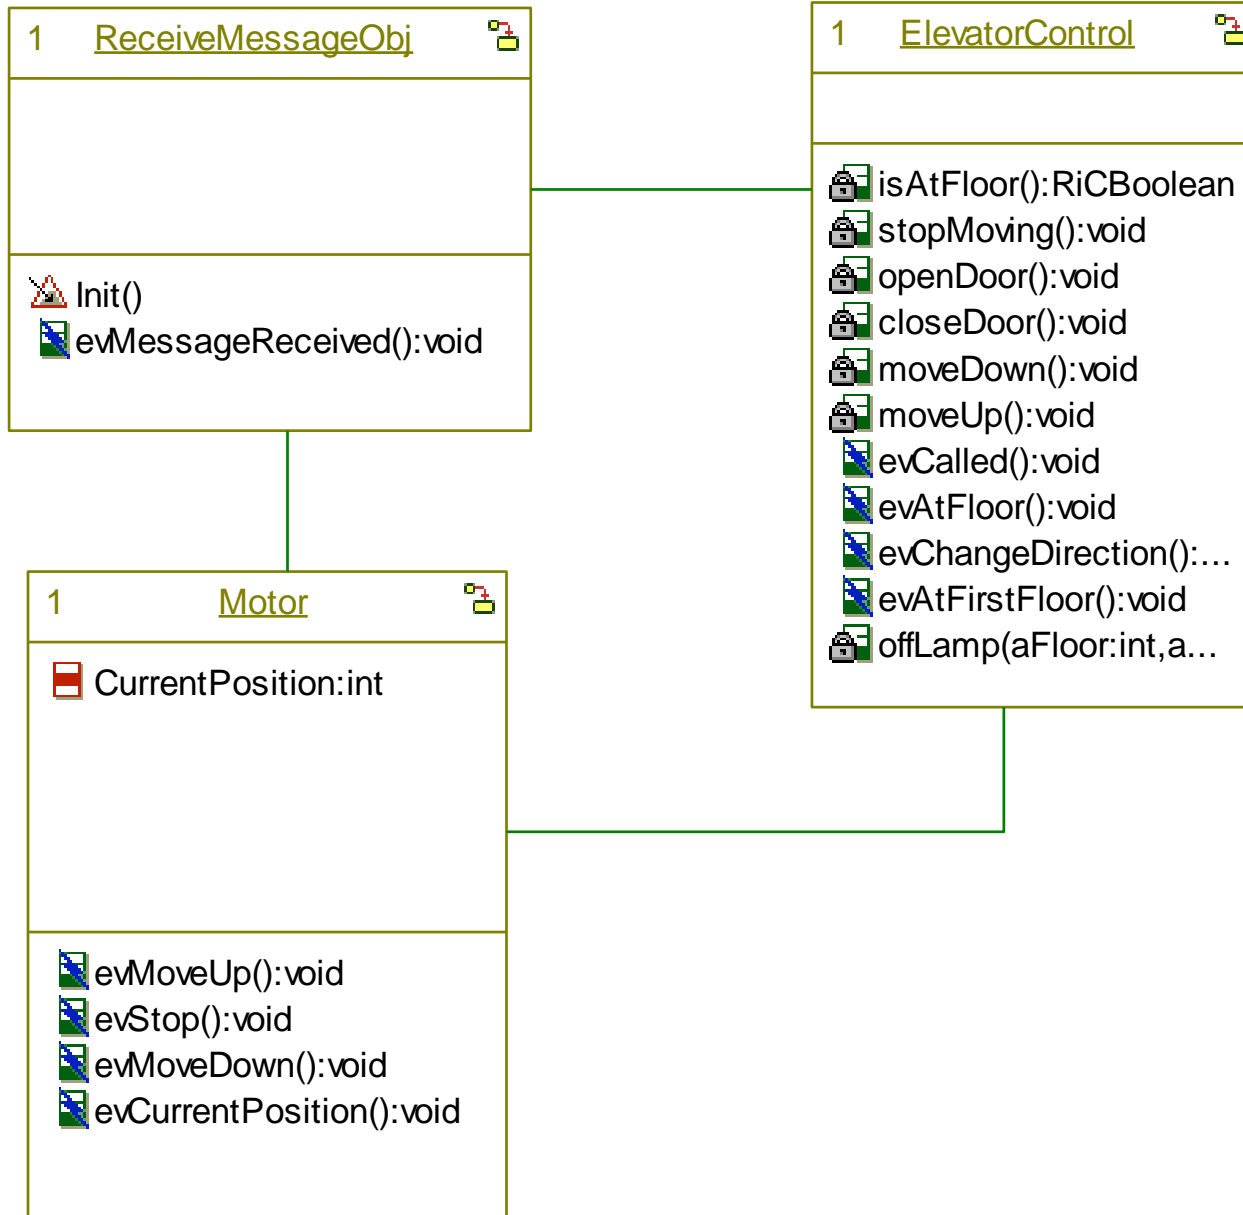 1 ReceiveMessageObj
Init()
evMessageReceived():void
1 ElevatorControl
isAtFloor():RiCBoolean
stopMoving():void
openDoor():void
closeDoor():void
moveDown():void
moveUp():void
evCalled():void
evAtFloor():void
evChangeDirection():...
evAtFirstFloor():void
offLamp(aFloor:int,a...
1 Motor
CurrentPosition:int
evMoveUp():void
evStop():void
evMoveDown():void
evCurrentPosition():void